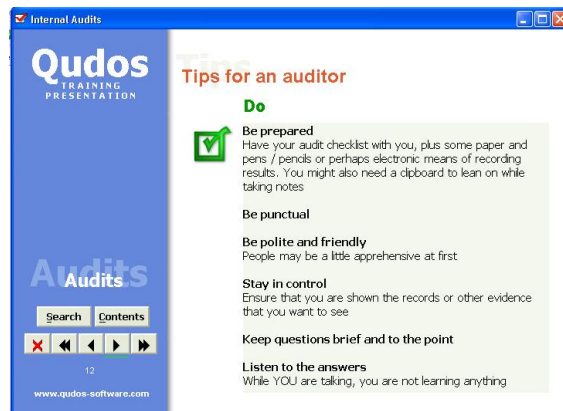 Internal Audits
Qudos
TRAINING
PRESENTATION
Tips
Tips for an auditor
Do
Be prepared
Have your audit checklist with you, plus some paper and
pens / pencils or perhaps electronic means of recording
results. You might also need a clipboard to lean on while
taking notes
Be punctual
Be polite and friendly
People may be a little apprehensive at first
Stay in control
Ensure that you are shown the records or other evidence
that you want to see
Keep questions brief and to the point
Listen to the answers
While YOU are talking, you are not learning anything
Audits
Audits
Search Contents
12
www.qudos-software.com